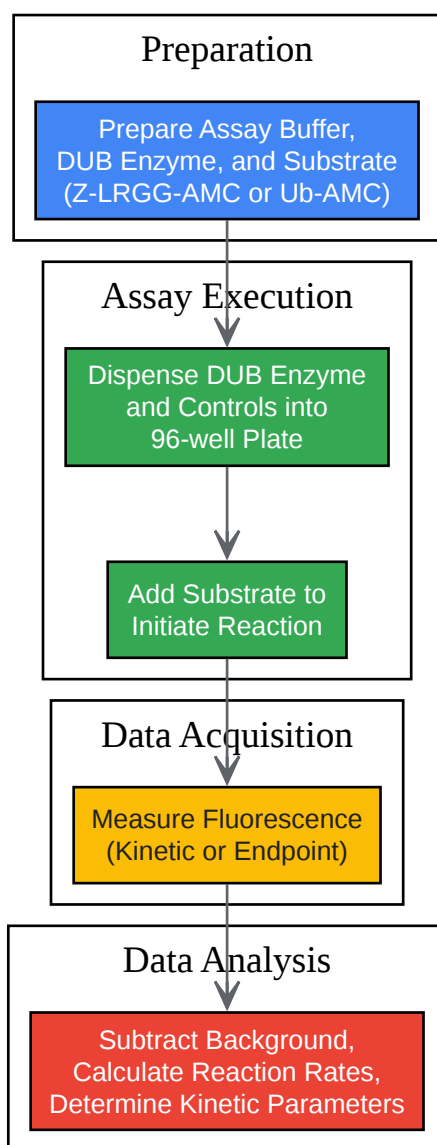 Preparation
Prepare Assay Buffer,
DUB Enzyme, and Substrate
(Z-LRGG-AMC or Ub-AMC)
Assay Execution
Dispense DUB Enzyme
and Controls into
96-well Plate
Add Substrate to
Initiate Reaction
Data Acquisition
Measure Fluorescence
(Kinetic or Endpoint)
Data Analysis
Subtract Background,
Calculate Reaction Rates,
Determine Kinetic Parameters